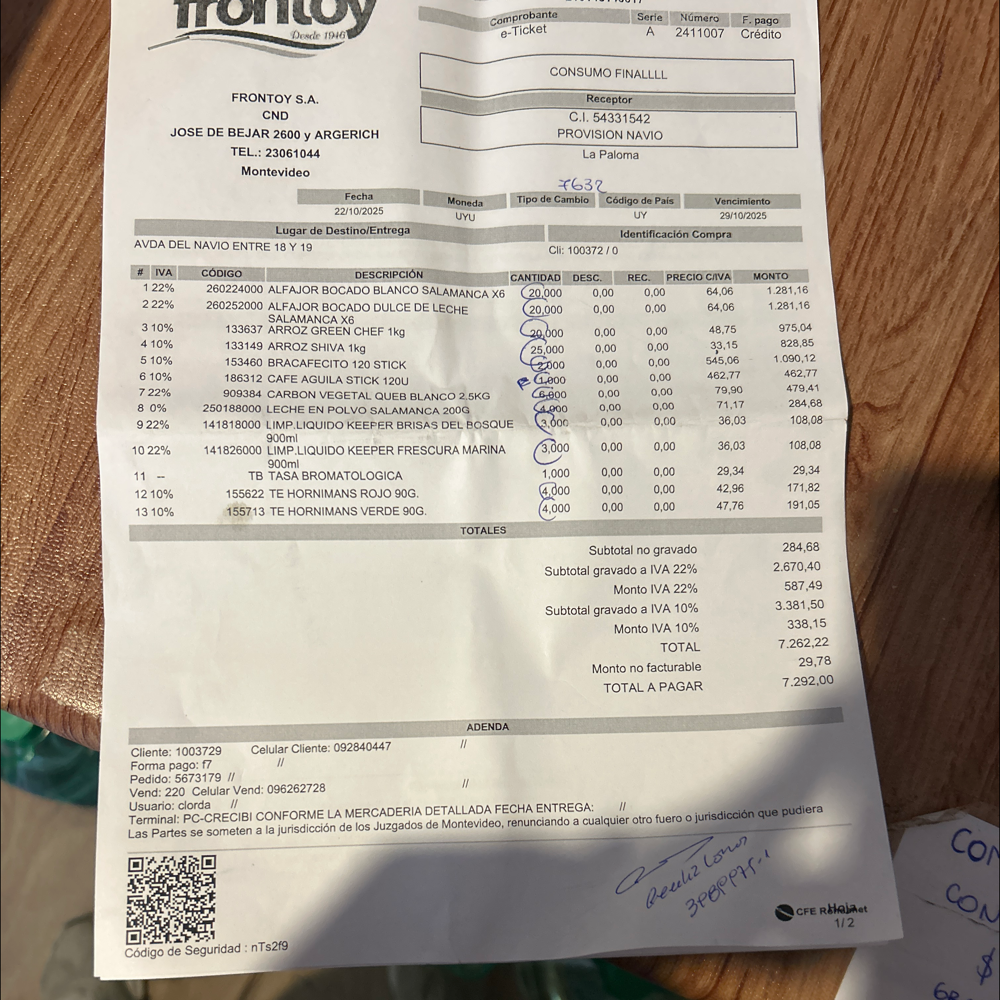 frontoy
Desde 1946
Comprobante Serie Número F. pago
e-Ticket A 2411007 Crédito
CONSUMO FINALLLL
Receptor
C.I. 54331542
PROVISION NAVIO
La Paloma
FRONTOY S.A.
CND
JOSE DE BEJAR 2600 y ARGERICH
TEL.: 23061044
Montevideo
7632
Fecha Moneda Tipo de Cambio Código de País Vencimiento
22/10/2025 UYU UY 29/10/2025
Lugar de Destino/Entrega Identificación Compra
AVDA DEL NAVIO ENTRE 18 Y 19 Cli: 100372 / 0
# IVA CÓDIGO DESCRIPCIÓN CANTIDAD DESC. REC. PRECIO C/IVA MONTO
1 22% 260224000 ALFAJOR BOCADO BLANCO SALAMANCA X6 20,000 0,00 0,00 64,06 1.281,16
2 22% 260252000 ALFAJOR BOCADO DULCE DE LECHE 20,000 0,00 0,00 64,06 1.281,16
SALAMANCA X6
3 10% 133637 ARROZ GREEN CHEF 1kg 20,000 0,00 0,00 48,75 975,04
4 10% 133149 ARROZ SHIVA 1kg 25,000 0,00 0,00 33,15 828,85
5 10% 153460 BRACAFECITO 120 STICK 2,000 0,00 0,00 545,06 1.090,12
6 10% 186312 CAFE AGUILA STICK 120U 1,000 0,00 0,00 462,77 462,77
7 22% 909384 CARBON VEGETAL QUEB BLANCO 2.5KG 6,000 0,00 0,00 79,90 479,41
8 0% 250188000 LECHE EN POLVO SALAMANCA 200G 4,000 0,00 0,00 71,17 284,68
9 22% 141818000 LIMP.LIQUIDO KEEPER BRISAS DEL BOSQUE 3,000 0,00 0,00 36,03 108,08
900ml
10 22% 141826000 LIMP.LIQUIDO KEEPER FRESCURA MARINA 3,000 0,00 0,00 36,03 108,08
900ml
11 -- TB TASA BROMATOLOGICA 1,000 0,00 0,00 29,34 29,34
12 10% 155622 TE HORNIMANS ROJO 90G. 4,000 0,00 0,00 42,96 171,82
13 10% 155713 TE HORNIMANS VERDE 90G. 4,000 0,00 0,00 47,76 191,05
TOTALES
Subtotal no gravado 284,68
Subtotal gravado a IVA 22% 2.670,40
Monto IVA 22% 587,49
Subtotal gravado a IVA 10% 3.381,50
Monto IVA 10% 338,15
TOTAL 7.262,22
Monto no facturable 29,78
TOTAL A PAGAR 7.292,00
ADENDA
Cliente: 1003729 Celular Cliente: 092840447 //
Forma pago: f7 //
Pedido: 5673179 //
Vend: 220 Celular Vend: 096262728 //
Usuario: clorda //
Terminal: PC-CRECIBI CONFORME LA MERCADERIA DETALLADA FECHA ENTREGA: //
Las Partes se someten a la jurisdicción de los Juzgados de Montevideo, renunciando a cualquier otro fuero o jurisdicción que pudiera
CFE
Hoja
1/2
Código de Seguridad : nTs2f9
CON
CON
$